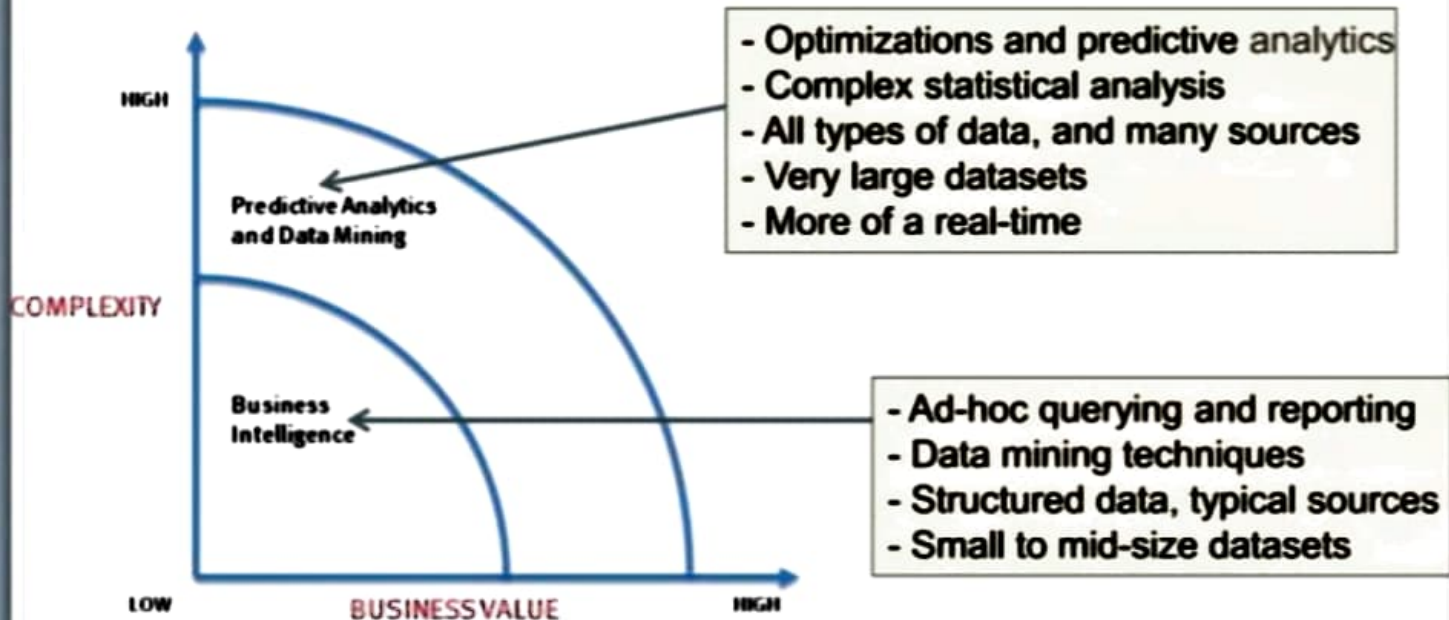 HIGH
- Optimizations and predictive analytics
- Complex statistical analysis
- All types of data, and many sources
- Very large datasets
- More of a real-time
Predictive Analytics
and Data Mining
COMPLEXITY
Business
Intelligence
- Ad-hoc querying and reporting
- Data mining techniques
- Structured data, typical sources
- Small to mid-size datasets
LOW
BUSINESS VALUE
HIGH